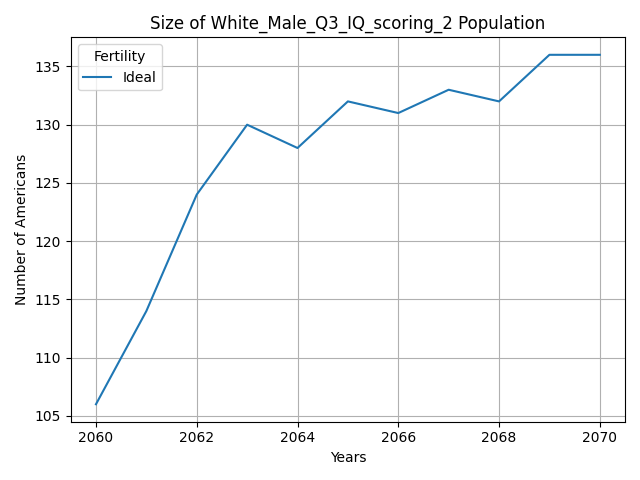 Size of White_Male_Q3_IQ_scoring_2 Population
Fertility
Ideal
Number of Americans
135
130
125
120
115
110
105
2060
2062
2064
2066
2068
2070
Years